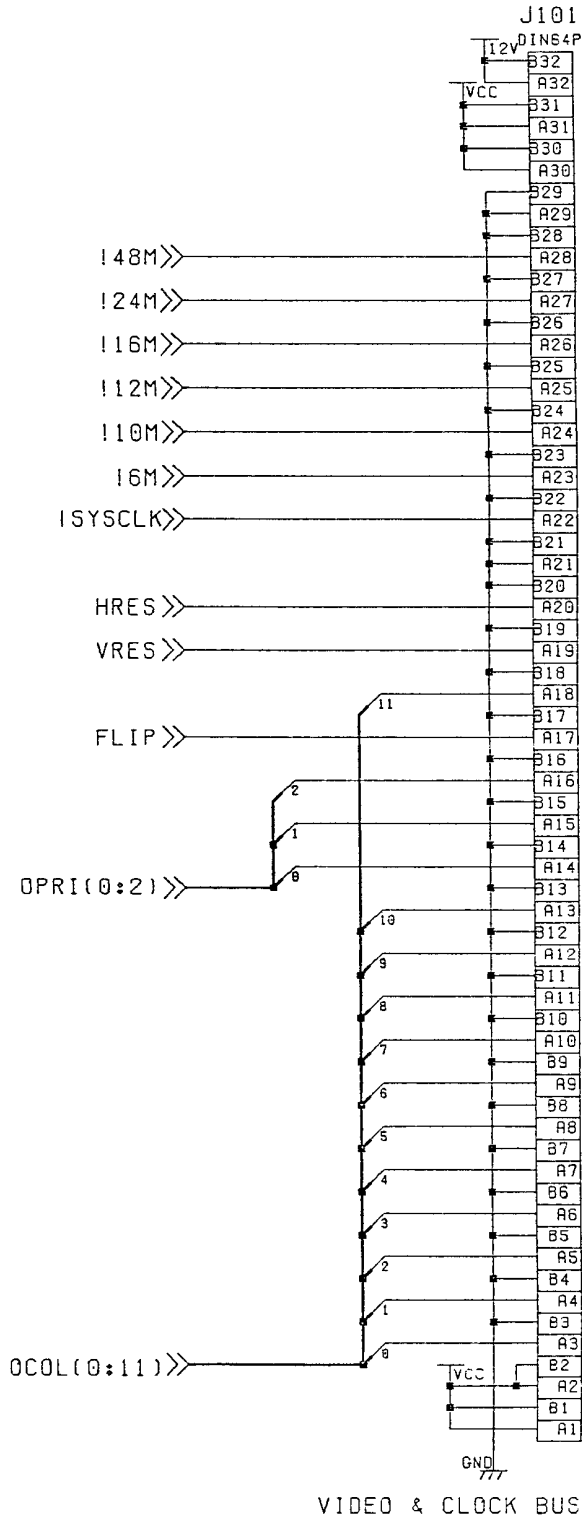 J101
DIN64P
12V
B32
A32
VCC
B31
A31
B30
A30
B29
A29
B28
!48M A28
B27
!24M A27
B26
!16M A26
B25
!12M A25
B24
!10M A24
B23
!6M A23
B22
!SYSCLK A22
B21
A21
B20
HRES A20
B19
VRES A19
B18
11 A18
B17
FLIP A17
B16
2 A16
B15
1 A15
B14
0 A14
OPRI(0:2) B13
10 A13
B12
9 A12
B11
8 A11
B10
7 A10
B9
6 A9
B8
5 A8
B7
4 A7
B6
3 A6
B5
2 A5
B4
1 A4
B3
0 A3
OCOL(0:11) VCC B2
A2
B1
A1
GND
VIDEO & CLOCK BUS